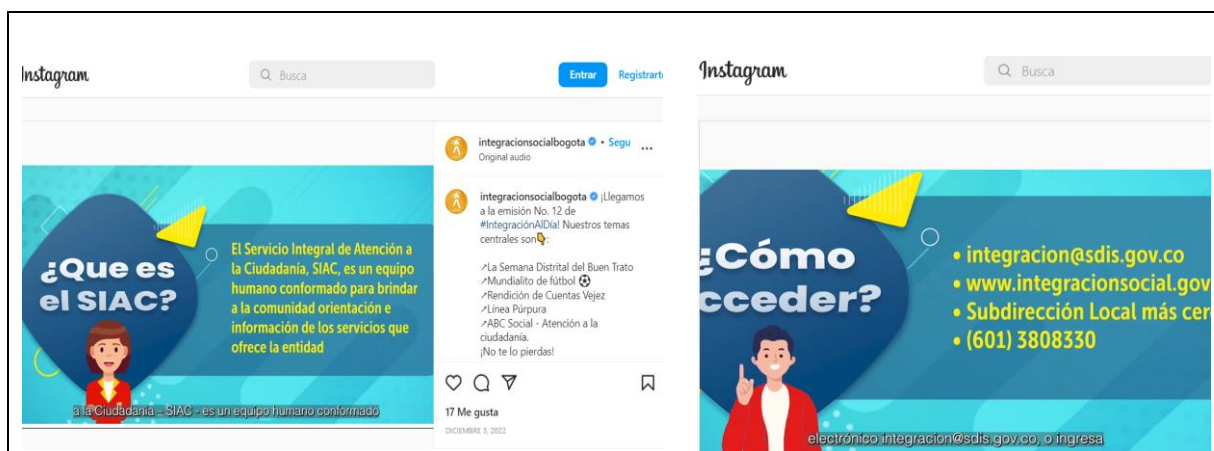 Instagram
Busca
Entrar
Registrart
integracionsocialbogota • Segu ...
Original audio
integracionsocialbogota ¡Llegamos
a la emisión No. 12 de
#IntegraciónAlDía! Nuestros temas
centrales son👇:
↗La Semana Distrital del Buen Trato
↗Mundialito de fútbol ⚽
↗Rendición de Cuentas Vejez
↗Línea Púrpura
↗ABC Social - Atención a la
ciudadanía.
¡No te lo pierdas!
17 Me gusta
DICIEMBRE 3, 2022
¿Que es
el SIAC?
El Servicio Integral de Atención a
la Ciudadanía, SIAC, es un equipo
humano conformado para brindar
a la comunidad orientación e
información de los servicios que
ofrece la entidad
a la Ciudadanía - SIAC - es un equipo humano conformado
Instagram
Busca
¿Cómo
cceder?
• integracion@sdis.gov.co
• www.integracionsocial.gov
• Subdirección Local más cer
• (601) 3808330
electrónico integracion@sdis.gov.co, o ingresa